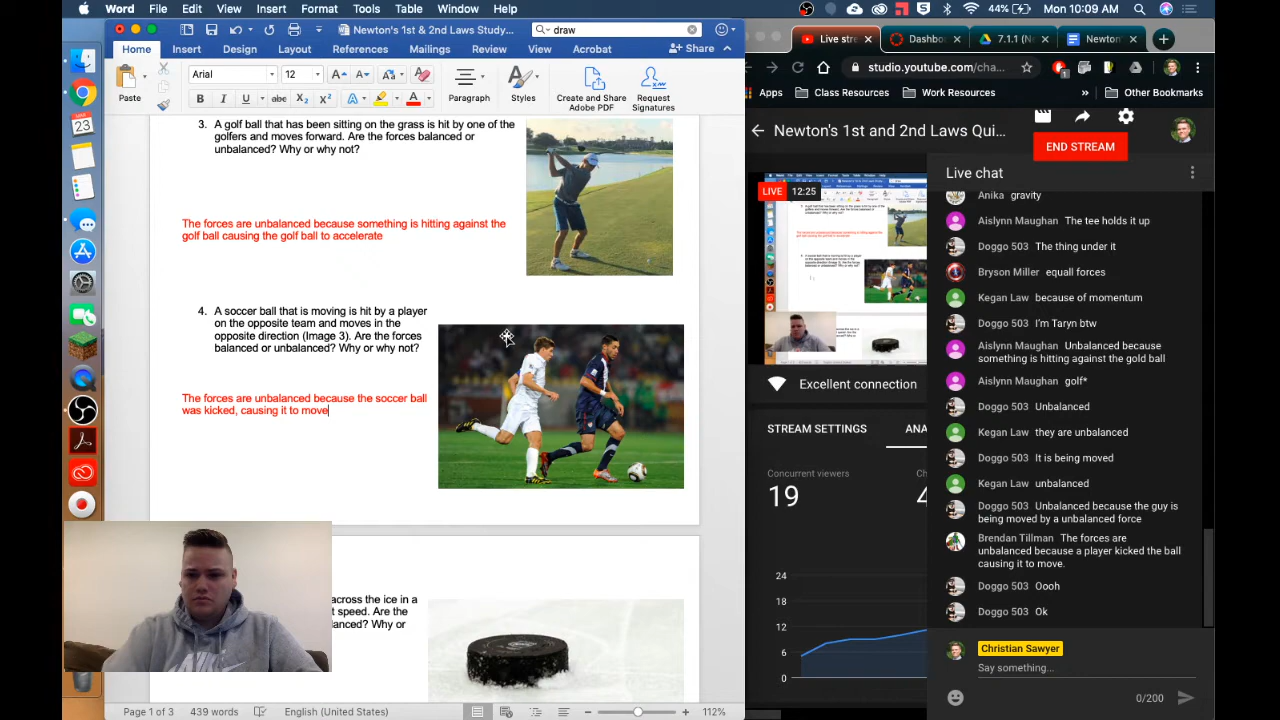 Word File Edit View Insert Format Tools Table Window Help
44% Mon 10:09 AM
Newton's 1st & 2nd Laws Study...
draw
Home Insert Design Layout References Mailings Review View Acrobat Share
Arial 12
Paste
Paragraph Styles Create and Share Adobe PDF Request Signatures
3. A golf ball that has been sitting on the grass is hit by one of the
golfers and moves forward. Are the forces balanced or
unbalanced? Why or why not?
The forces are unbalanced because something is hitting against the
golf ball causing the golf ball to accelerate
4. A soccer ball that is moving is hit by a player
on the opposite team and moves in the
opposite direction (Image 3). Are the forces
balanced or unbalanced? Why or why not?
The forces are unbalanced because the soccer ball
was kicked, causing it to move
across the ice in a
t speed. Are the
lanced? Why or
Page 1 of 3 439 words English (United States) 112%
Live stre Dashbo 7.1.1 (N Newton
studio.youtube.com/cha...
Apps Class Resources Work Resources » Other Bookmarks
Newton's 1st and 2nd Laws Qui...
END STREAM
LIVE 12:25
Excellent connection
STREAM SETTINGS ANA
Concurrent viewers
19
24
18
12
6
0
Live chat
Anika gravity
Aislynn Maughan The tee holds it up
Doggo 503 The thing under it
Bryson Miller equall forces
Kegan Law because of momentum
Doggo 503 I'm Taryn btw
Aislynn Maughan Unbalanced because
something is hitting against the gold ball
Aislynn Maughan golf*
Doggo 503 Unbalanced
Kegan Law they are unbalanced
Doggo 503 It is being moved
Kegan Law unbalanced
Doggo 503 Unbalanced because the guy is
being moved by a unbalanced force
Brendan Tillman The forces are
unbalanced because a player kicked the ball
causing it to move.
Doggo 503 Oooh
Doggo 503 Ok
Christian Sawyer
Say something...
0/200